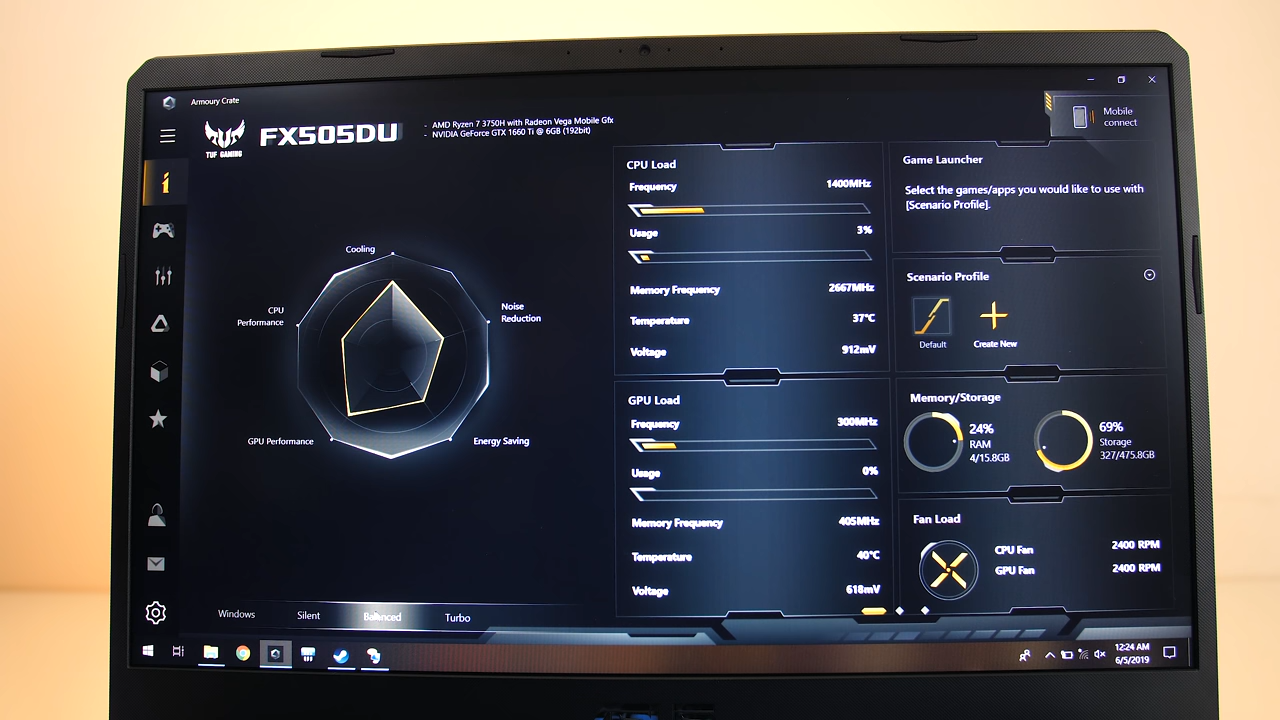 Armoury Crate
TUF GAMING
FX505DU
- AMD Ryzen 7 3750H with Radeon Vega Mobile Gfx
- NVIDIA GeForce GTX 1660 Ti @ 6GB (192bit)
Mobile
connect
Cooling
CPU
Performance
Noise
Reduction
GPU Performance
Energy Saving
Windows
Silent
Balanced
Turbo
CPU Load
Frequency 1400MHz
Usage 3%
Memory Frequency 2667MHz
Temperature 37°C
Voltage 912mV
GPU Load
Frequency 300MHz
Usage 0%
Memory Frequency 405MHz
Temperature 40°C
Voltage 618mV
Game Launcher
Select the games/apps you would like to use with
[Scenario Profile].
Scenario Profile
Default
Create New
Memory/Storage
24%
RAM
4/15.8GB
69%
Storage
327/475.8GB
Fan Load
CPU Fan 2400 RPM
GPU Fan 2400 RPM
12:24 AM
6/5/2019